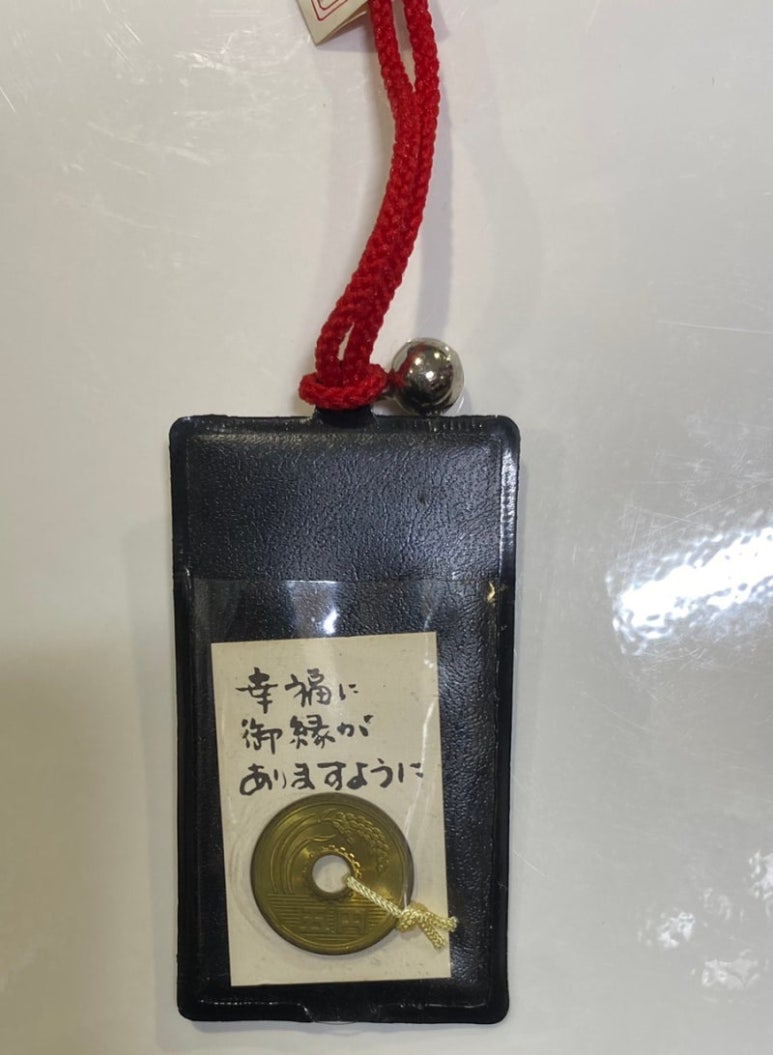 幸福に
御縁が
ありますように
五円